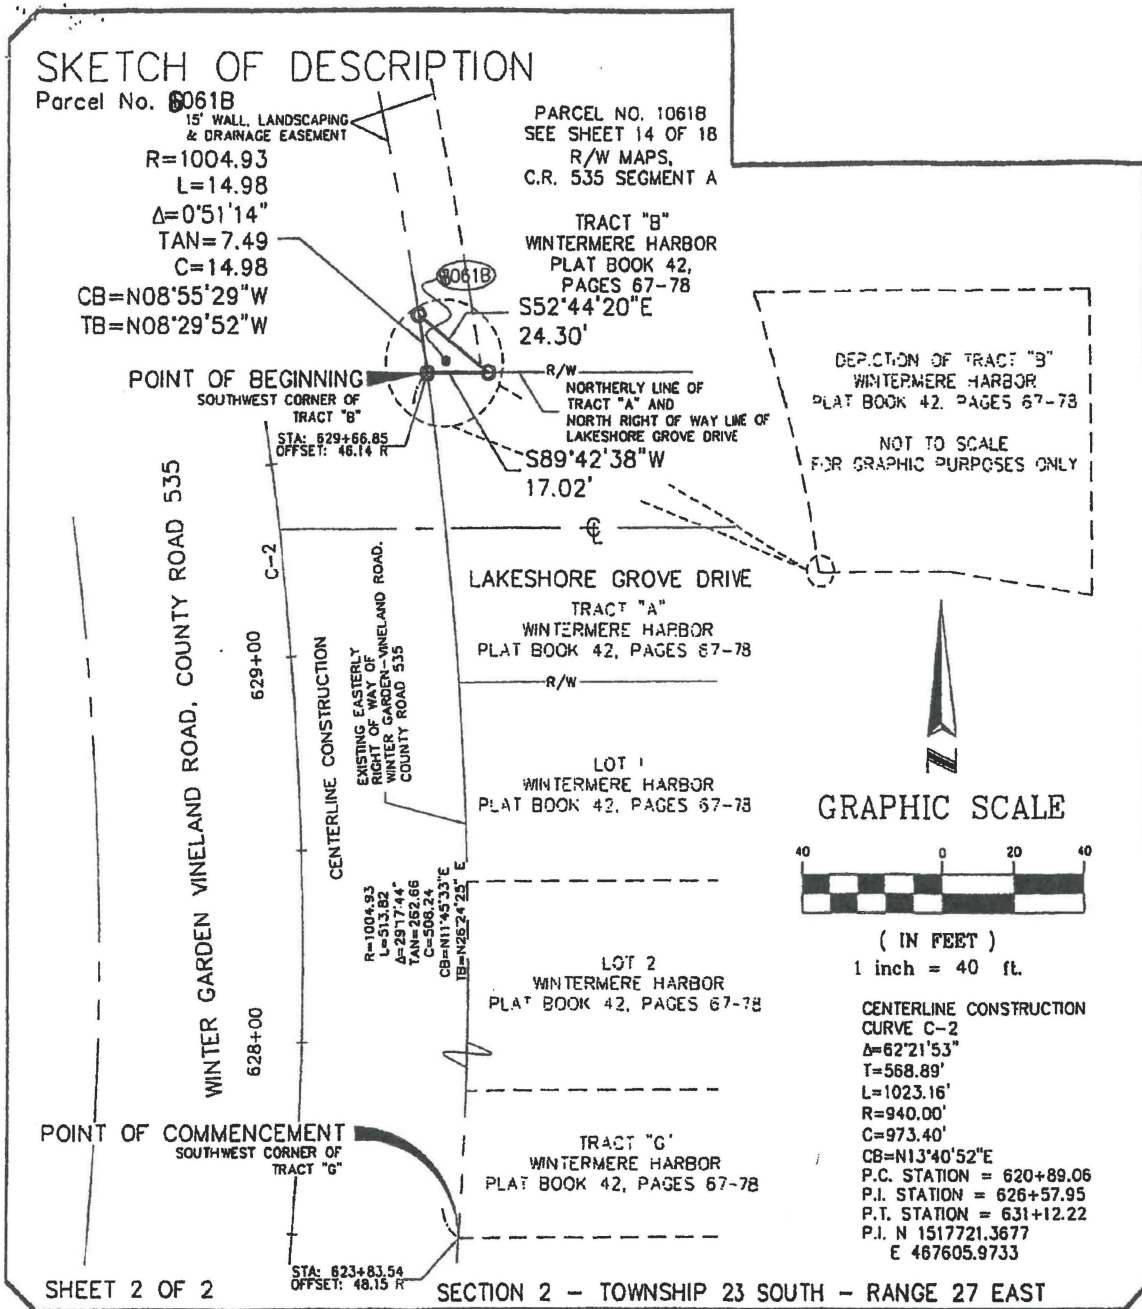 SKETCH OF DESCRIPTION
Parcel No. 8061B
15' WALL, LANDSCAPING
& DRAINAGE EASEMENT
R=1004.93
L=14.98
Δ=0°51'14"
TAN=7.49
C=14.98
CB=N08°55'29"W
TB=N08°29'52"W
PARCEL NO. 1061B
SEE SHEET 14 OF 18
R/W MAPS,
C.R. 535 SEGMENT A
TRACT "B"
WINTERMERE HARBOR
PLAT BOOK 42,
PAGES 67-78
8061B
S52°44'20"E
24.30'
POINT OF BEGINNING
SOUTHWEST CORNER OF
TRACT "B"
STA: 629+66.85
OFFSET: 46.14 R
R/W
NORTHERLY LINE OF
TRACT "A" AND
NORTH RIGHT OF WAY LINE OF
LAKESHORE GROVE DRIVE
S89°42'38"W
17.02'
DEPICTION OF TRACT "B"
WINTERMERE HARBOR
PLAT BOOK 42, PAGES 67-78
NOT TO SCALE
FOR GRAPHIC PURPOSES ONLY
WINTER GARDEN VINELAND ROAD, COUNTY ROAD 535
C-2
629+00
628+00
CENTERLINE CONSTRUCTION
EXISTING EASTERLY
RIGHT OF WAY OF
WINTER GARDEN-VINELAND ROAD.
COUNTY ROAD 535
℄
LAKESHORE GROVE DRIVE
TRACT "A"
WINTERMERE HARBOR
PLAT BOOK 42, PAGES 67-78
R/W
LOT 1
WINTERMERE HARBOR
PLAT BOOK 42, PAGES 67-78
R=1004.93
L=513.82
Δ=29°17'44"
TAN=262.66
C=508.24
CB=N11°45'33"E
TB=N26°24'25" E
LOT 2
WINTERMERE HARBOR
PLAT BOOK 42, PAGES 67-78
N
GRAPHIC SCALE
40 0 20 40
( IN FEET )
1 inch = 40 ft.
CENTERLINE CONSTRUCTION
CURVE C-2
Δ=62°21'53"
T=568.89'
L=1023.16'
R=940.00'
C=973.40'
CB=N13°40'52"E
P.C. STATION = 620+89.06
P.I. STATION = 626+57.95
P.T. STATION = 631+12.22
P.I. N 1517721.3677
E 467605.9733
POINT OF COMMENCEMENT
SOUTHWEST CORNER OF
TRACT "G"
TRACT "G"
WINTERMERE HARBOR
PLAT BOOK 42, PAGES 67-78
STA: 623+83.54
OFFSET: 48.15 R
SHEET 2 OF 2
SECTION 2 - TOWNSHIP 23 SOUTH - RANGE 27 EAST